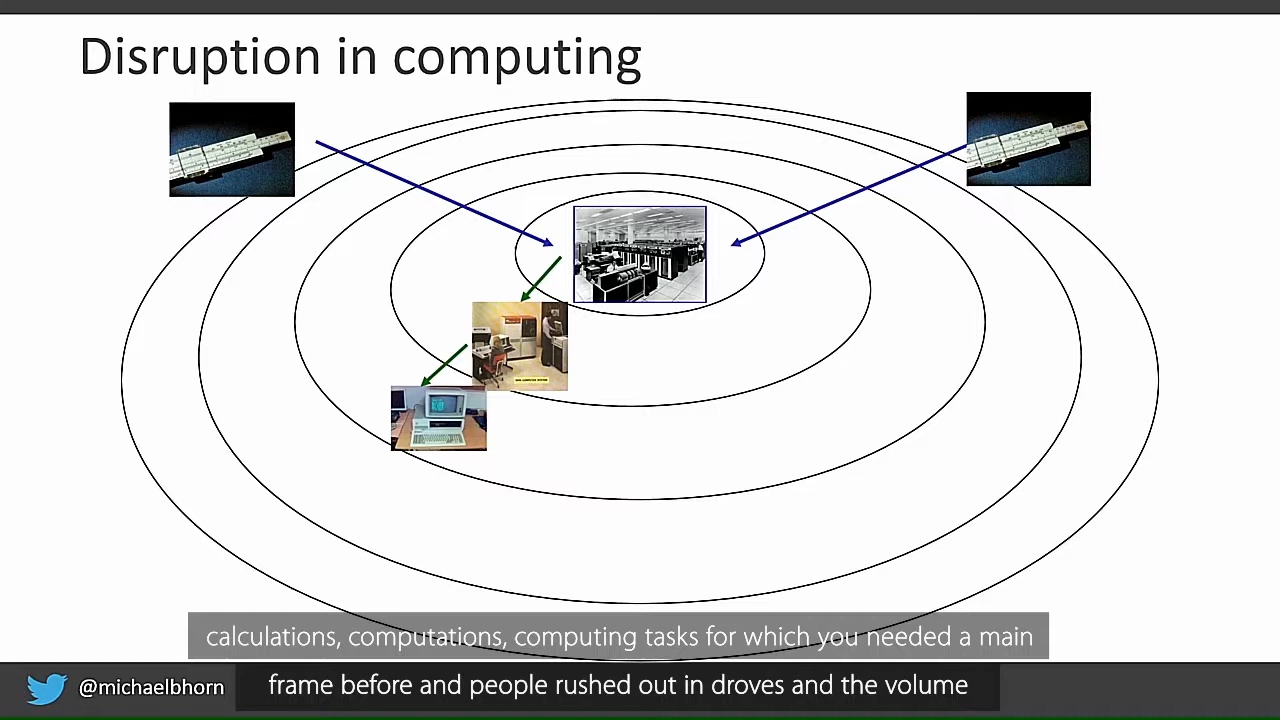 Disruption in computing
calculations, computations, computing tasks for which you needed a main
frame before and people rushed out in droves and the volume
@michaelbhorn